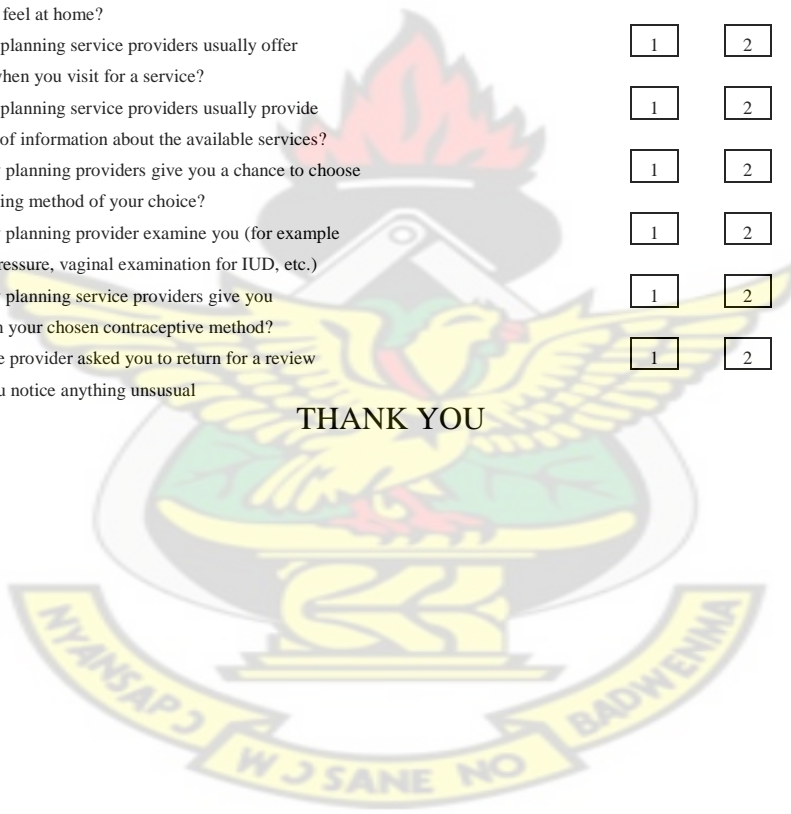 feel at home?
planning service providers usually offer 1 2
hen you visit for a service?
planning service providers usually provide 1 2
of information about the available services?
planning providers give you a chance to choose 1 2
ing method of your choice?
planning provider examine you (for example 1 2
ressure, vaginal examination for IUD, etc.)
planning service providers give you 1 2
your chosen contraceptive method?
e provider asked you to return for a review 1 2
u notice anything unsusual
THANK YOU
NYANSAPƆ WƆSANE NO BADWENMA